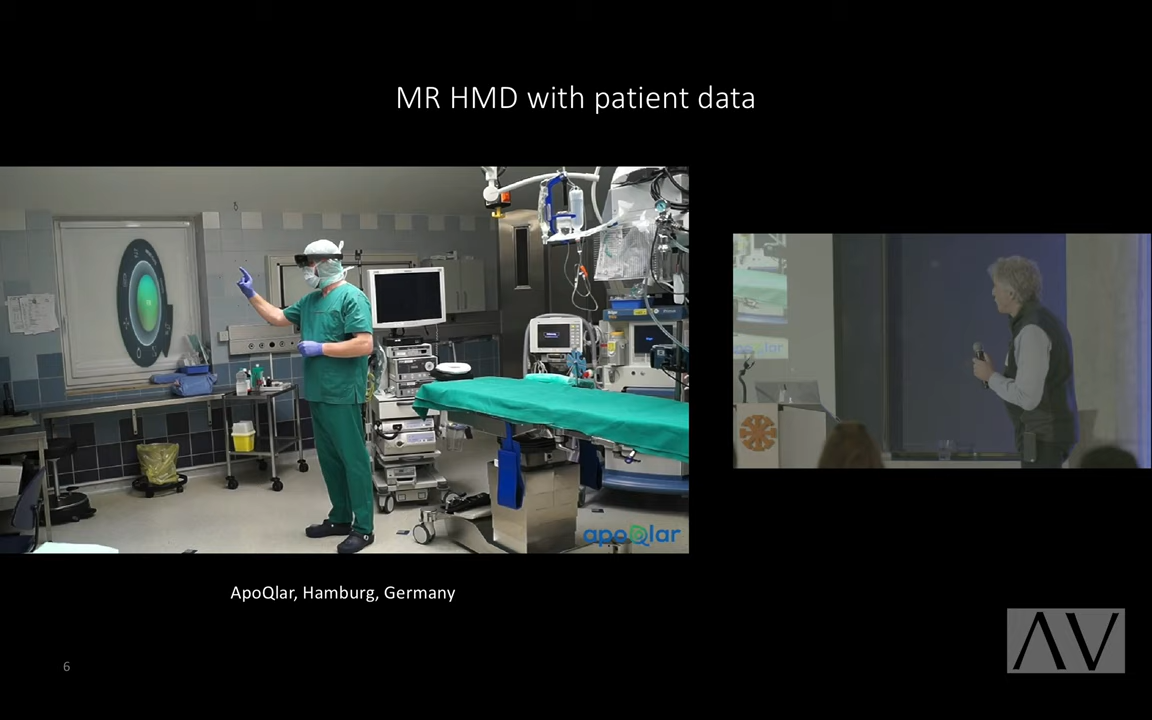 MR HMD with patient data
apoQlar
ApoQlar, Hamburg, Germany
6
AV